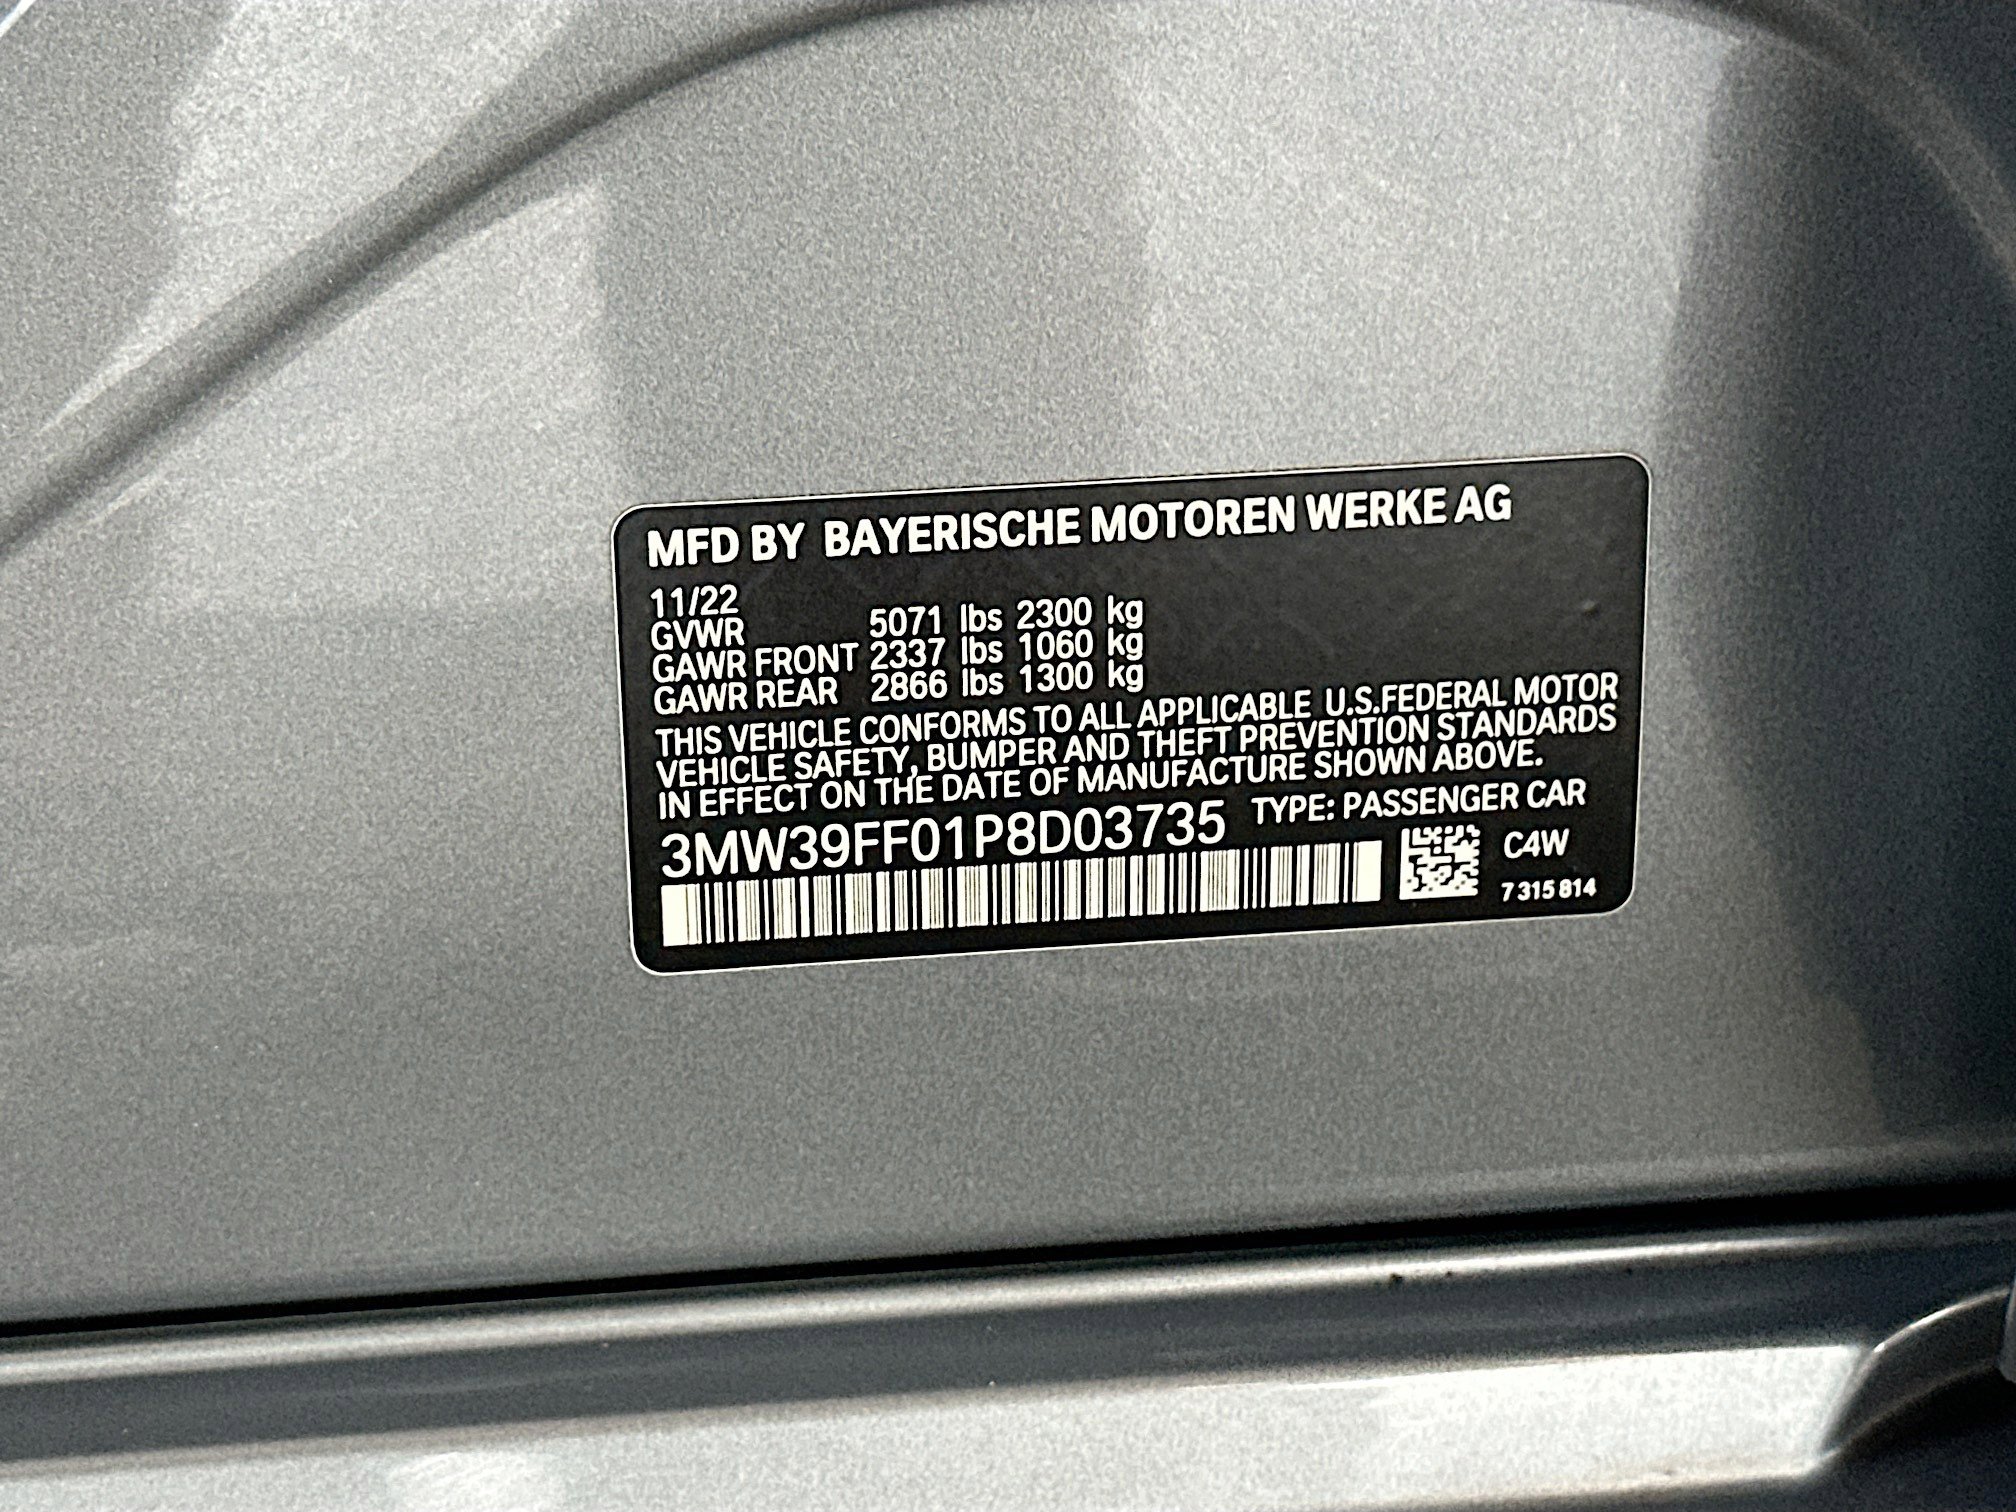 MFD BY BAYERISCHE MOTOREN WERKE AG
11/22
GVWR 5071 lbs 2300 kg
GAWR FRONT 2337 lbs 1060 kg
GAWR REAR 2866 lbs 1300 kg
THIS VEHICLE CONFORMS TO ALL APPLICABLE U.S.FEDERAL MOTOR
VEHICLE SAFETY, BUMPER AND THEFT PREVENTION STANDARDS
IN EFFECT ON THE DATE OF MANUFACTURE SHOWN ABOVE.
3MW39FF01P8D03735 TYPE: PASSENGER CAR
C4W
7 315 814